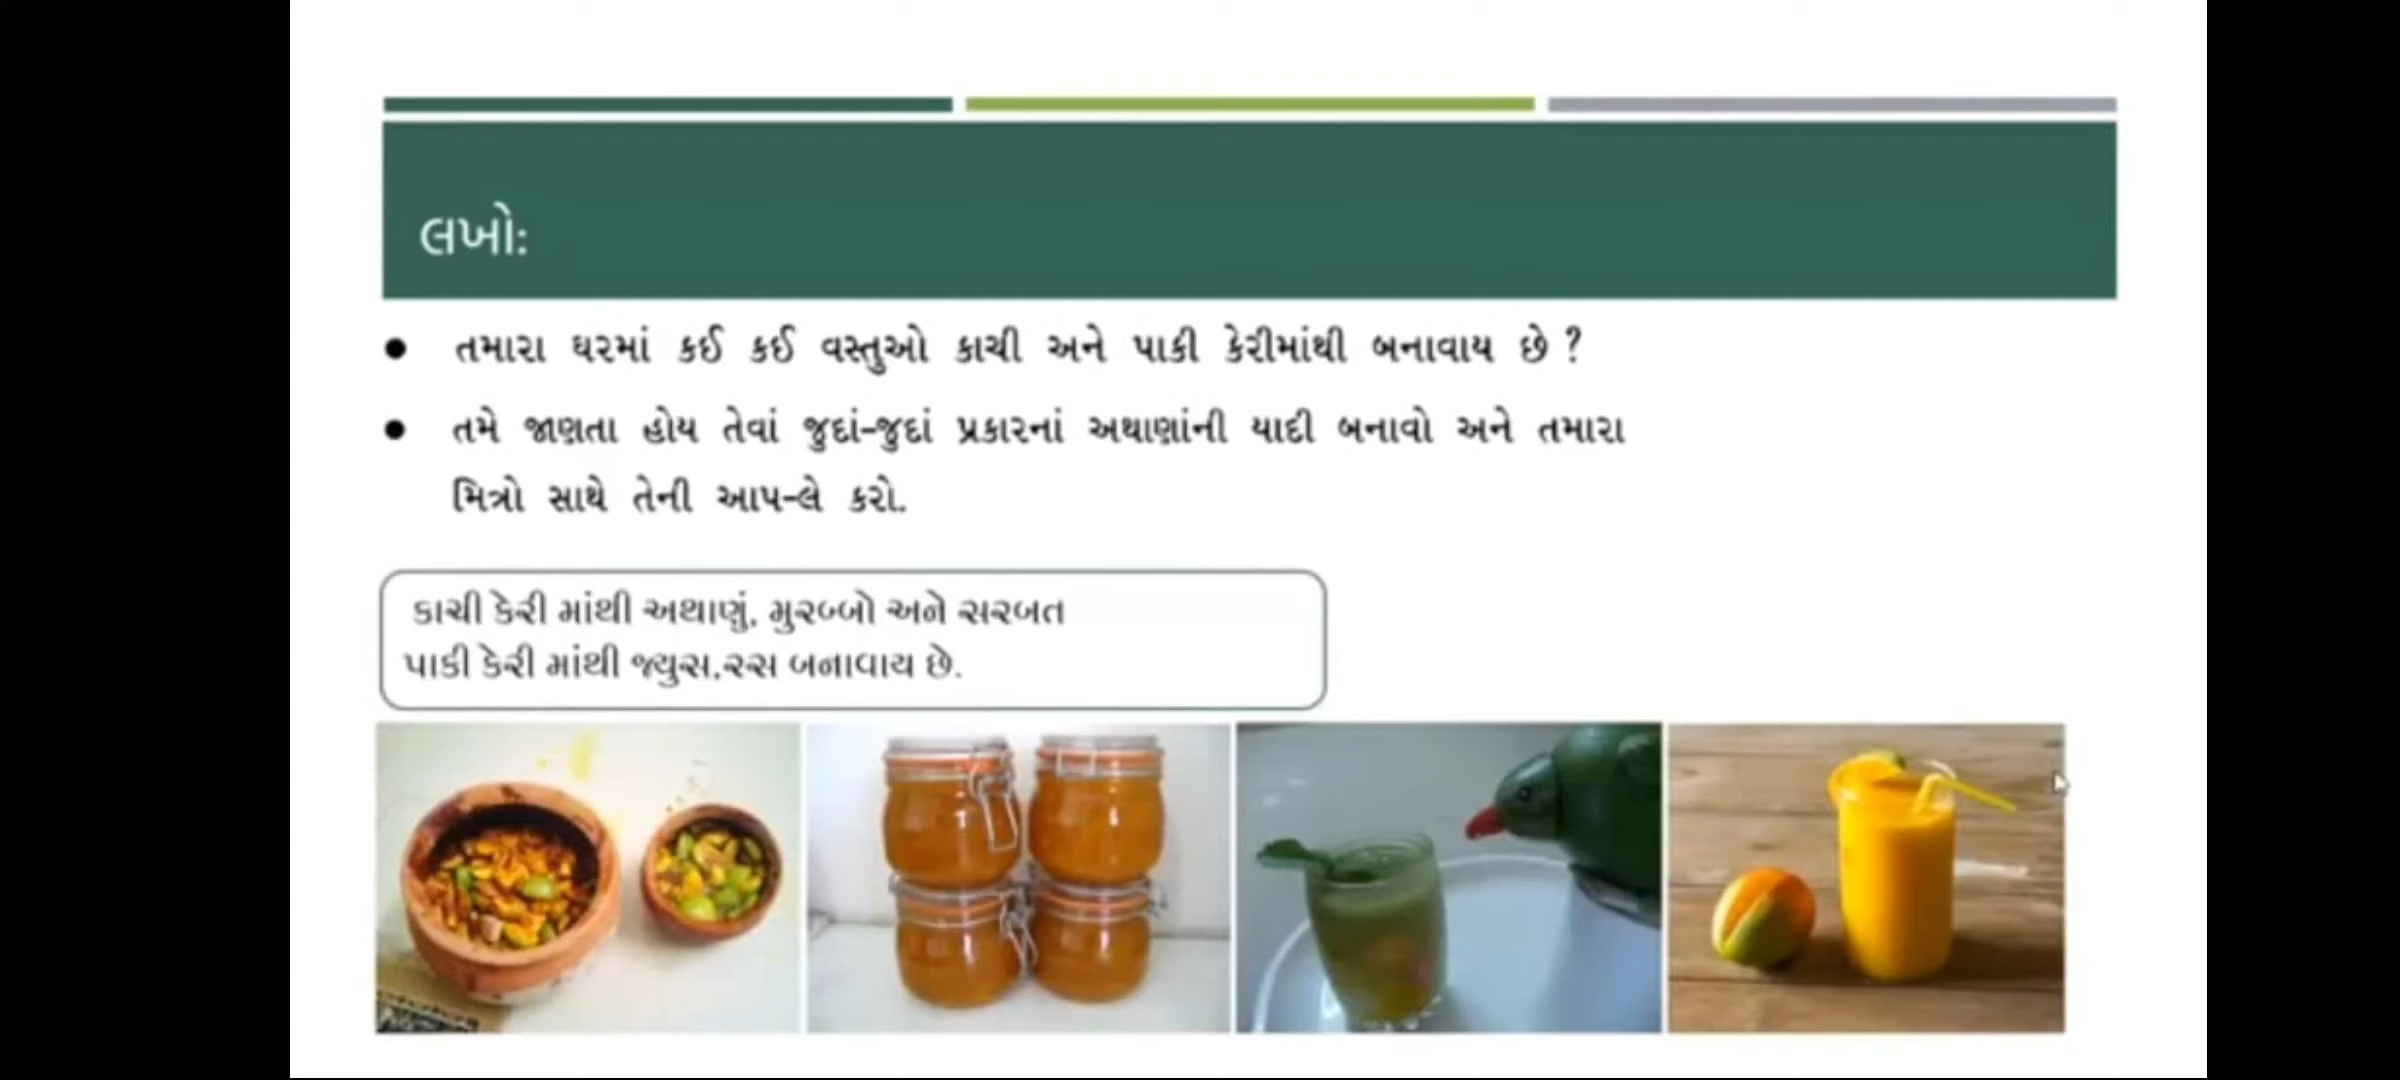 લખો:
● તમારા ઘરમાં કઈ કઈ વસ્તુઓ કાચી અને પાકી કેરીમાંથી બનાવાય છે ?
● તમે જાણતા હોય તેવાં જુદાં-જુદાં પ્રકારનાં અથાણાંની યાદી બનાવો અને તમારા
મિત્રો સાથે તેની આપ-લે કરો.
કાચી કેરી માંથી અથાણું, મુરબ્બો અને સરબત
પાકી કેરી માંથી જ્યુસ,રસ બનાવાય છે.